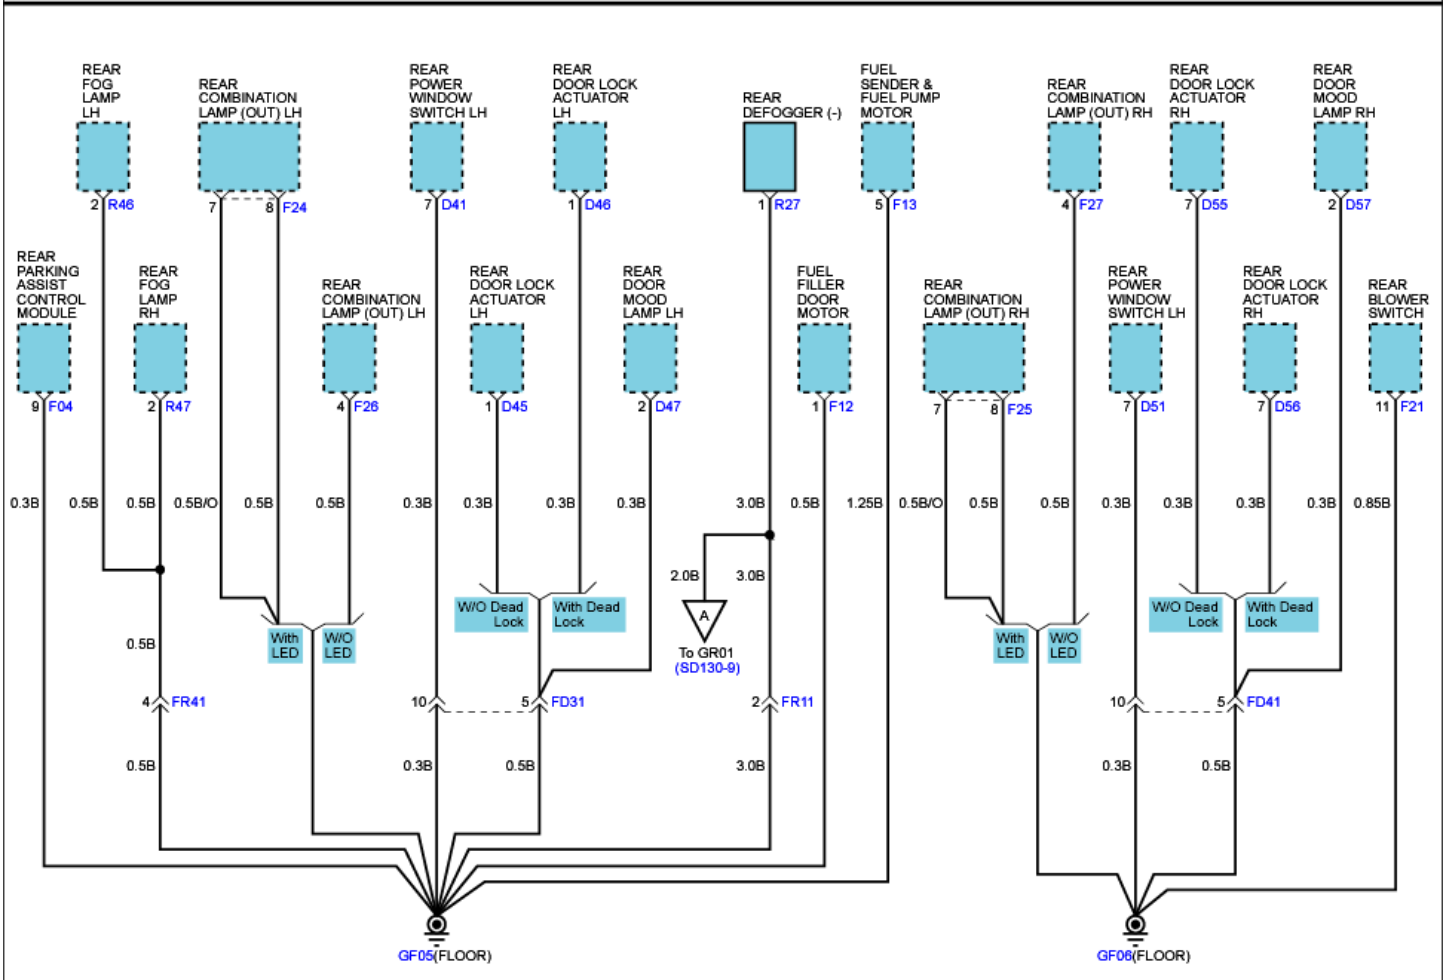 REAR
FOG
LAMP
LH
REAR
COMBINATION
LAMP (OUT) LH
REAR
POWER
WINDOW
SWITCH LH
REAR
DOOR LOCK
ACTUATOR
LH
REAR
DEFOGGER (-)
FUEL
SENDER &
FUEL PUMP
MOTOR
REAR
COMBINATION
LAMP (OUT) RH
REAR
DOOR LOCK
ACTUATOR
RH
REAR
DOOR
MOOD
LAMP RH
2 R46
7
8 F24
7 D41
1 D46
1 R27
5 F13
4 F27
7 D55
2 D57
REAR
PARKING
ASSIST
CONTROL
MODULE
REAR
FOG
LAMP
RH
REAR
COMBINATION
LAMP (OUT) LH
REAR
DOOR LOCK
ACTUATOR
LH
REAR
DOOR
MOOD
LAMP LH
FUEL
FILLER
DOOR
MOTOR
REAR
COMBINATION
LAMP (OUT) RH
REAR
POWER
WINDOW
SWITCH LH
REAR
DOOR LOCK
ACTUATOR
RH
REAR
BLOWER
SWITCH
9 F04
2 R47
4 F26
1 D45
2 D47
1 F12
7
8 F25
7 D51
7 D56
11 F21
0.3B
0.5B
0.5B
0.5B/O
0.5B
0.5B
0.3B
0.3B
0.3B
0.3B
3.0B
0.5B
1.25B
0.5B/O
0.5B
0.5B
0.3B
0.3B
0.3B
0.3B
0.85B
2.0B
3.0B
A
To GR01
(SD130-9)
W/O Dead
Lock
With Dead
Lock
W/O Dead
Lock
With Dead
Lock
With
LED
W/O
LED
With
LED
W/O
LED
0.5B
4 FR41
10
5 FD31
2 FR11
10
5 FD41
0.5B
0.3B
0.5B
3.0B
0.3B
0.5B
GF05(FLOOR)
GF06(FLOOR)